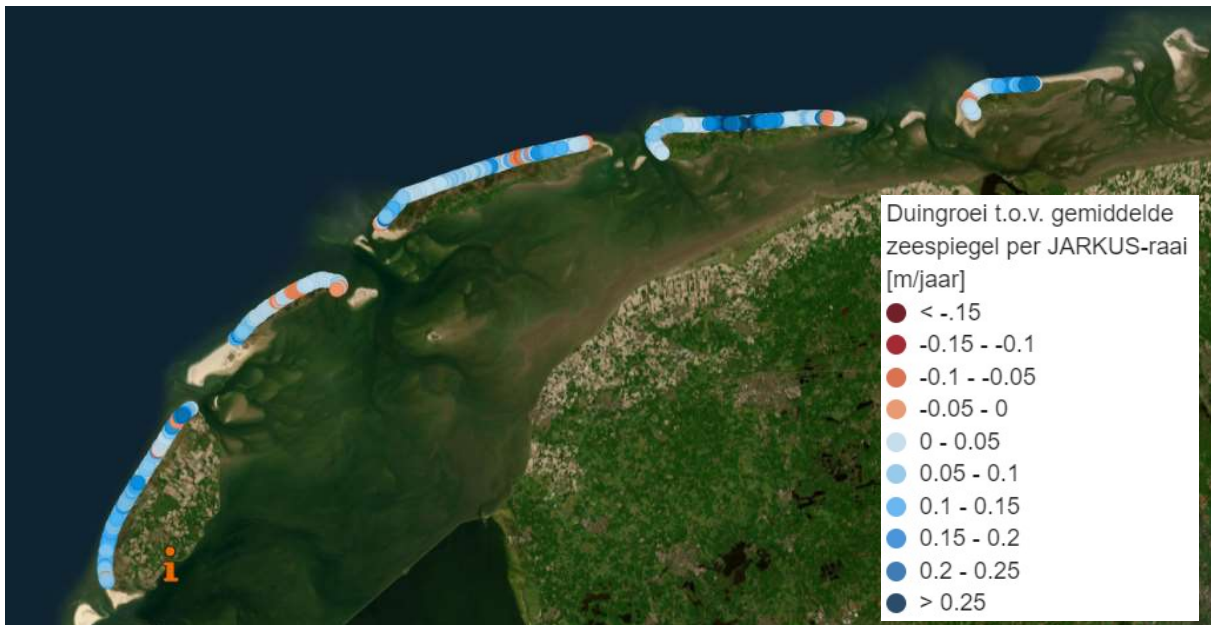 Duingroei t.o.v. gemiddelde
zeespiegel per JARKUS-raai
[m/jaar]
< -.15
-0.15 - -0.1
-0.1 - -0.05
-0.05 - 0
0 - 0.05
0.05 - 0.1
0.1 - 0.15
0.15 - 0.2
0.2 - 0.25
> 0.25
i